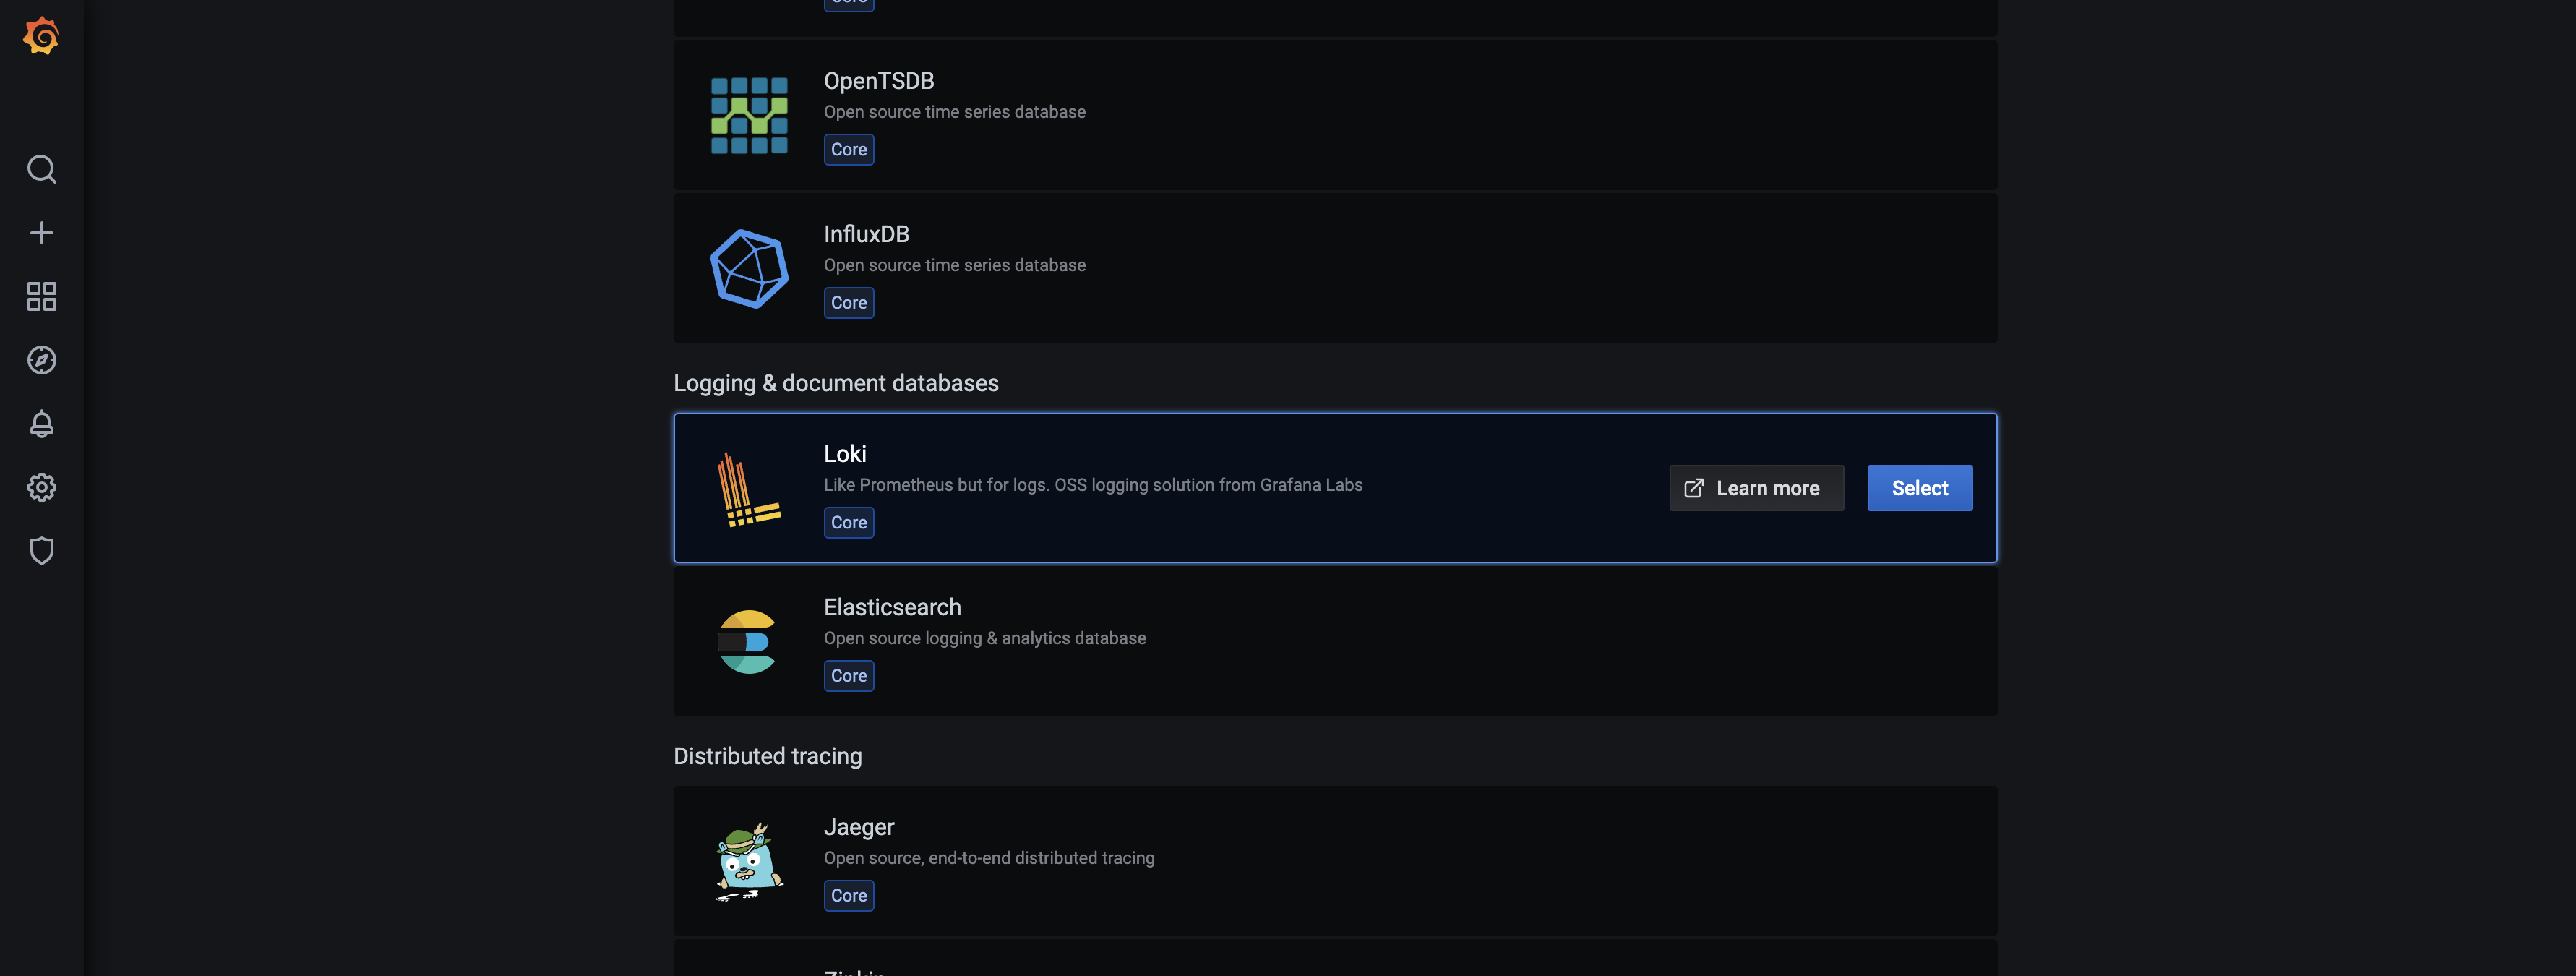 OpenTSDB
Open source time series database
Core
InfluxDB
Open source time series database
Core
Logging & document databases
Loki
Like Prometheus but for logs. OSS logging solution from Grafana Labs
Core
Learn more
Select
Elasticsearch
Open source logging & analytics database
Core
Distributed tracing
Jaeger
Open source, end-to-end distributed tracing
Core